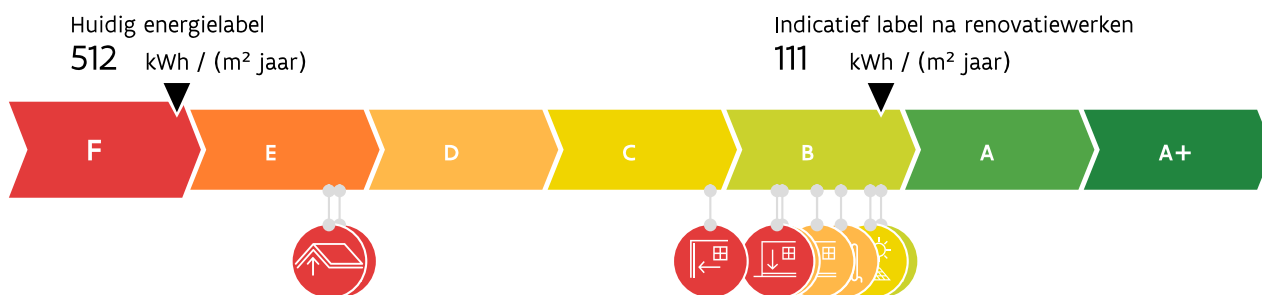 Huidig energielabel
512 kWh / (m² jaar)
Indicatief label na renovatiewerken
111 kWh / (m² jaar)
F E D C B A A+